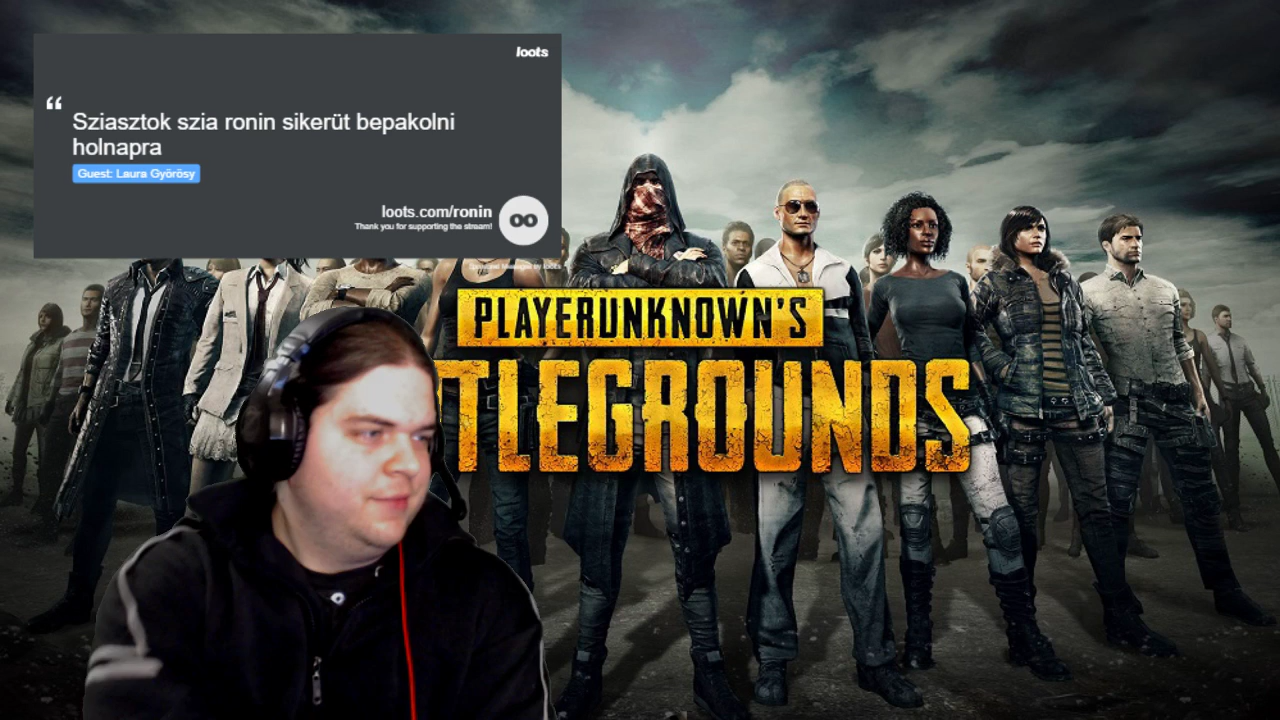 loots
“
Sziasztok szia ronin sikerüt bepakolni
holnapra
Guest: Laura Györösy
loots.com/ronin
Thank you for supporting the stream!
PLAYERUNKNOWN'S
TLEGROUNDS